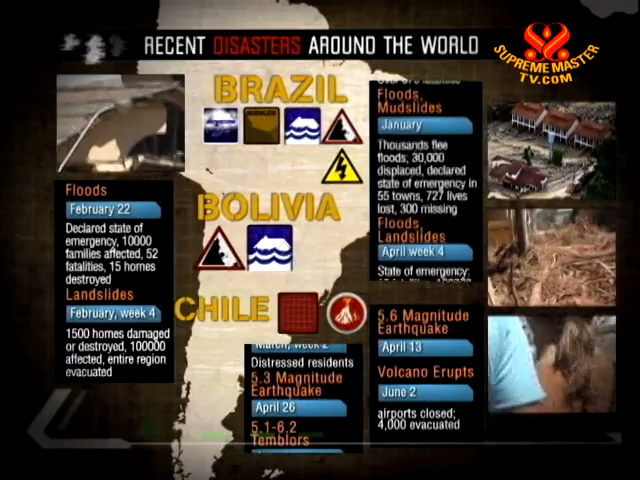 RECENT DISASTERS AROUND THE WORLD
SUPREME MASTER
TV.COM
BRAZIL
BOLIVIA
CHILE
Floods
February 22
Declared state of
emergency, 10000
families affected, 52
fatalities, 15 homes
destroyed
Landslides
February, week 4
1500 homes damaged
or destroyed, 100000
affected, entire region
evacuated
Floods,
Mudslides
January
Thousands flee
floods; 30,000
displaced, declared
state of emergency in
55 towns, 727 lives
lost, 300 missing
Floods,
Landslides
April week 4
State of emergency;
March, week 2
Distressed residents
5.3 Magnitude
Earthquake
April 26
5.1-6.2
Temblors
5.6 Magnitude
Earthquake
April 13
Volcano Erupts
June 2
airports closed;
4,000 evacuated